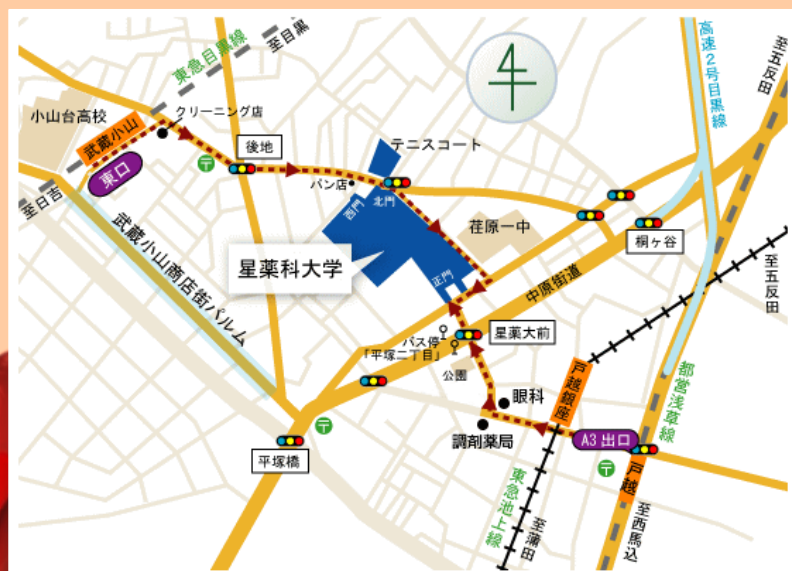 至目黒
東急目黒線
高速2号目黒線
至五反田
小山台高校
クリーニング店
武蔵小山
東口
至日吉
〒
後地
テニスコート
パン店
西門
北門
荏原一中
桐ヶ谷
星薬科大学
正門
中原街道
至五反田
武蔵小山商店街パルム
バス停
「平塚二丁目」
星薬大前
公園
戸越銀座
都営浅草線
眼科
調剤薬局
A3出口
〒
平塚橋
〒
戸越
東急池上線
至蒲田
至西馬込